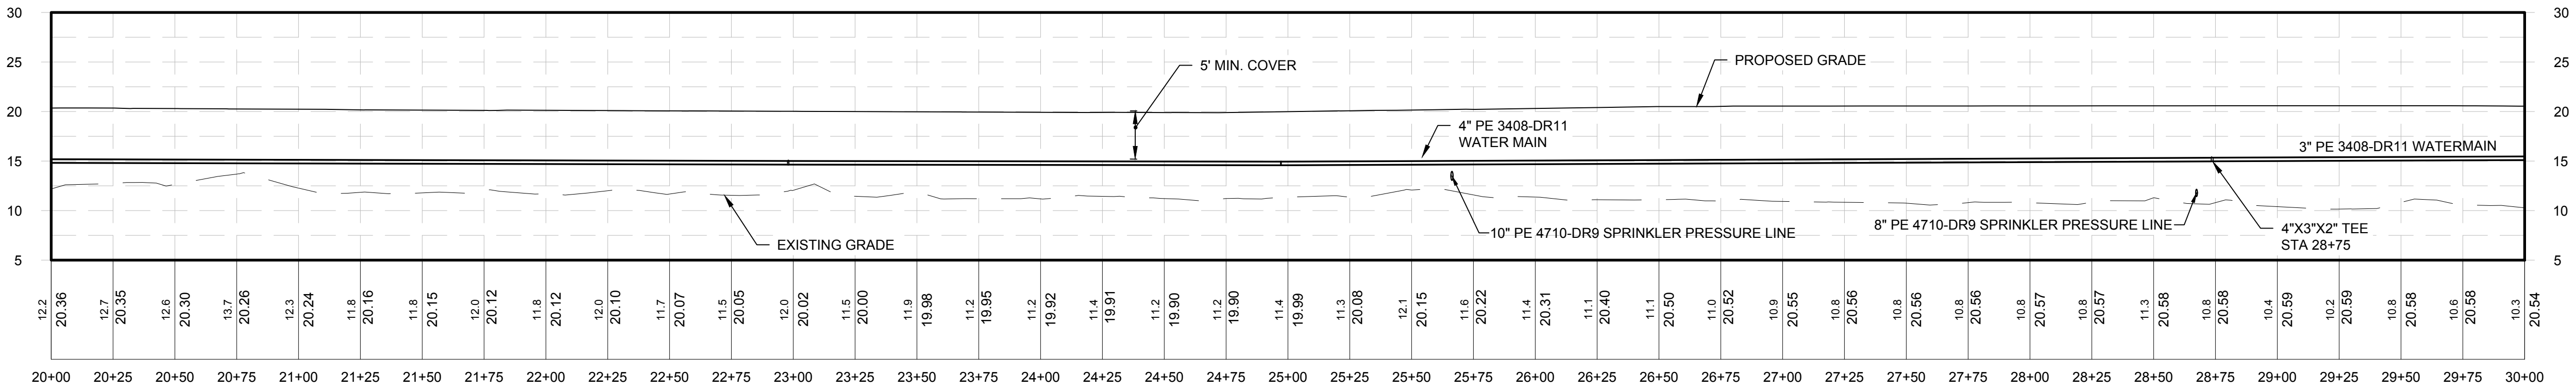 30
30
5' MIN. COVER
PROPOSED GRADE
25
25
20
20
4" PE 3408-DR11
WATER MAIN
3" PE 3408-DR11 WATERMAIN
15
15
10
10
EXISTING GRADE
10" PE 4710-DR9 SPRINKLER PRESSURE LINE
8" PE 4710-DR9 SPRINKLER PRESSURE LINE
4"X3"X2" TEE
STA 28+75
5
5
12.2 12.7 12.6 13.7 12.3 11.8 11.8 12.0 11.8 12.0 11.7 11.5 12.0 11.5 11.9 11.2 11.2 11.4 11.2 11.2 11.4 11.3 12.1 11.6 11.4 11.1 11.1 11.0 10.9 10.8 10.8 10.8 10.8 10.8 11.3 10.8 10.4 10.2 10.8 10.6 10.3
20.36 20.35 20.30 20.26 20.24 20.16 20.15 20.12 20.12 20.10 20.07 20.05 20.02 20.00 19.98 19.95 19.92 19.91 19.90 19.90 19.99 20.08 20.15 20.22 20.31 20.40 20.50 20.52 20.55 20.56 20.56 20.56 20.57 20.57 20.58 20.58 20.59 20.59 20.58 20.58 20.54
20+00 20+25 20+50 20+75 21+00 21+25 21+50 21+75 22+00 22+25 22+50 22+75 23+00 23+25 23+50 23+75 24+00 24+25 24+50 24+75 25+00 25+25 25+50 25+75 26+00 26+25 26+50 26+75 27+00 27+25 27+50 27+75 28+00 28+25 28+50 28+75 29+00 29+25 29+50 29+75 30+00